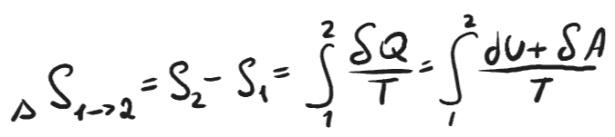 ΔS₁→₂ = S₂ - S₁ = ∫₁² δQ/T = ∫₁² (dU + δA)/T